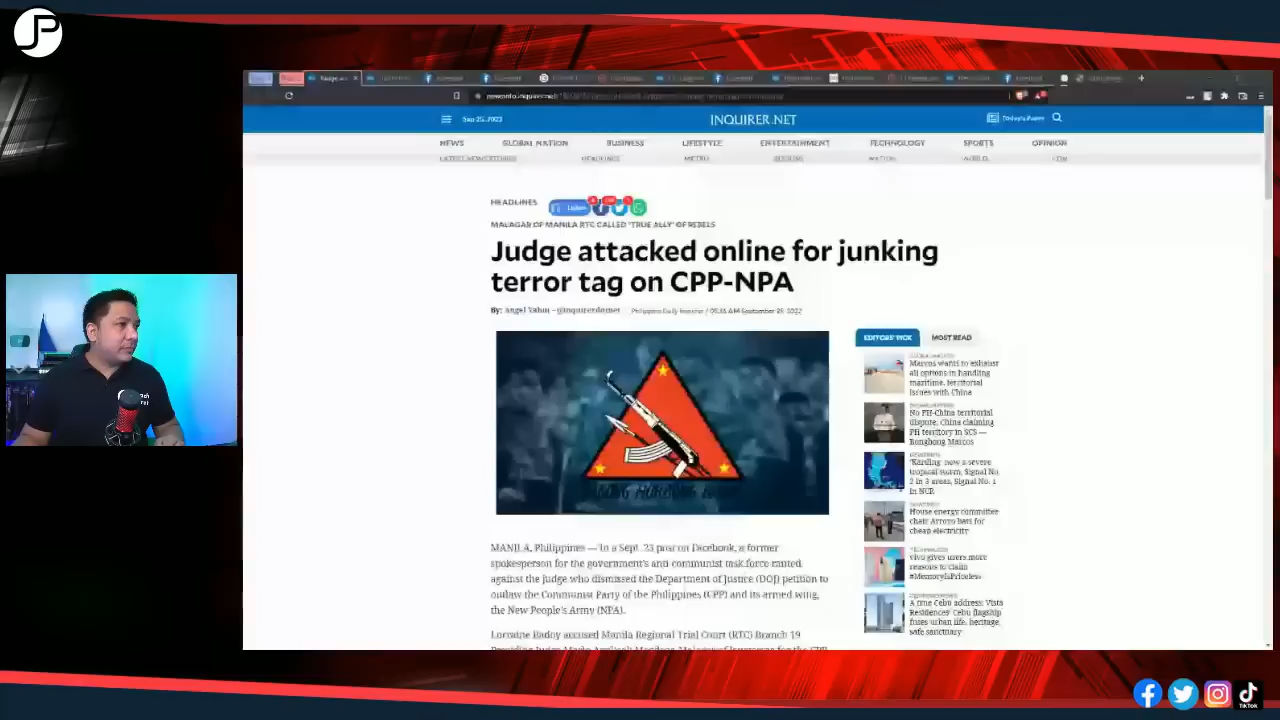 JP
INQUIRER.NET
NEWS
GLOBAL NATION
BUSINESS
LIFESTYLE
ENTERTAINMENT
TECHNOLOGY
SPORTS
OPINION
HEADLINES
MALAGAR OF MANILA RTC CALLED "TRUE ALLY" OF REBELS
Judge attacked online for junking
terror tag on CPP-NPA
EDITORS' PICK
MOST READ
Marcos wants to exhaust
all options in handling
maritime, territorial
issues with China
No PH-China territorial
dispute, China claiming
PH territory in SCS —
Bongbong Marcos
'Karding' now a severe
tropical storm, Signal No.
2 in 3 areas, Signal No. 1
in NCR
House energy committee
chair Arroyo bats for
cheap electricity
vivo gives users more
reasons to claim
#MemoryIsPriceless
A true Cebu address: Vista
Residences' Cebu flagship
fuses urban life, heritage,
safe sanctuary
MANILA, Philippines — In a Sept. 23 post on Facebook, a former
spokesperson for the government's anti-communist task force ranted
against the judge who dismissed the Department of Justice (DOJ) petition to
outlaw the Communist Party of the Philippines (CPP) and its armed wing,
the New People's Army (NPA).
Lorraine Badoy accused Manila Regional Trial Court (RTC) Branch 19
TikTok